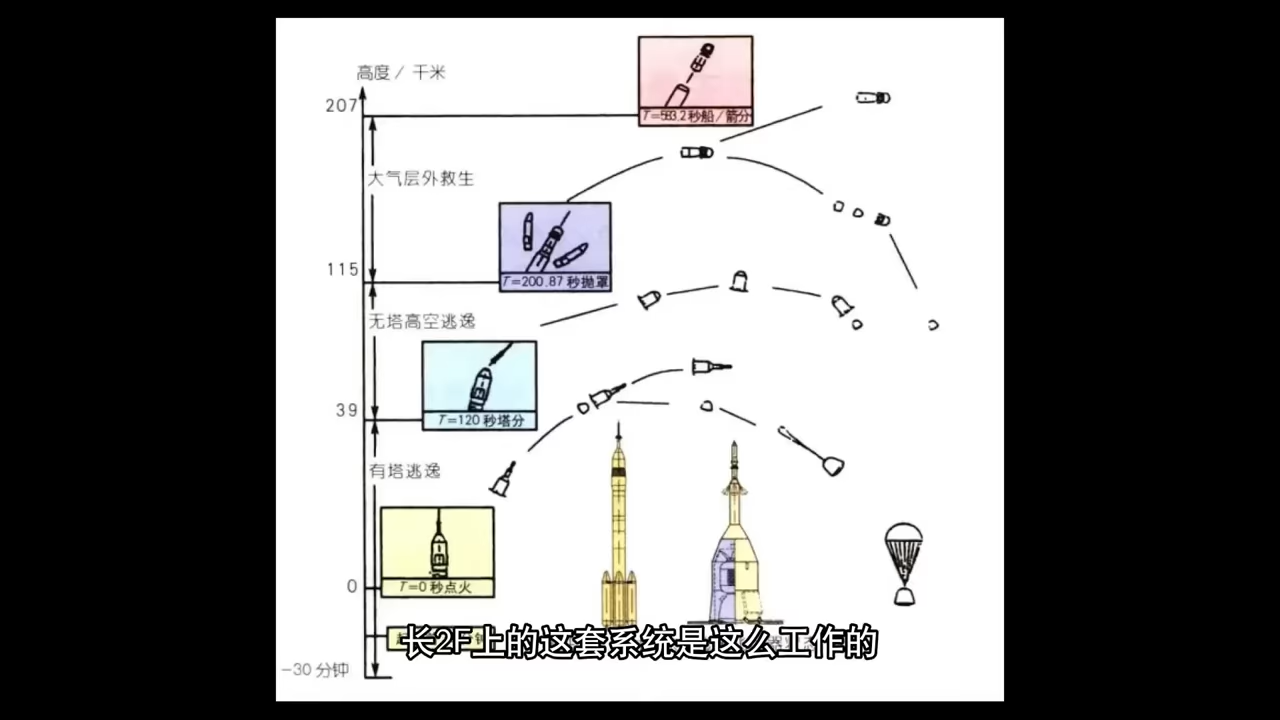 高度/千米
207
T=583.2秒船/箭分
大气层外救生
115
T=200.87秒抛罩
无塔高空逃逸
39
T=120秒塔分
有塔逃逸
0
T=0秒点火
长2F上的这套系统是这么工作的
-30分钟